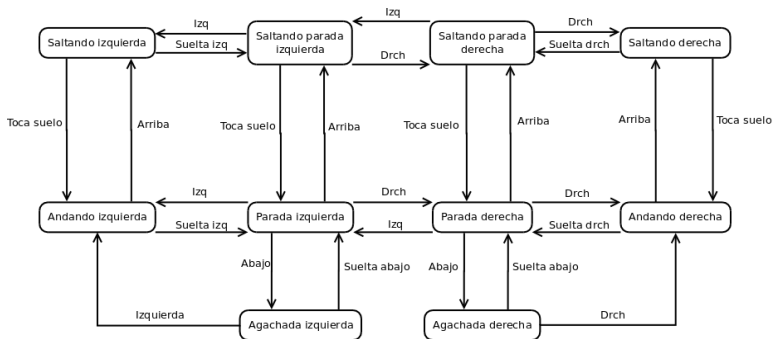 Izq
Izq
Drch
Saltando izquierda
Suelta izq
Saltando parada
izquierda
Drch
Saltando parada
derecha
Suelta drch
Saltando derecha
Toca suelo
Arriba
Toca suelo
Arriba
Toca suelo
Arriba
Arriba
Toca suelo
Izq
Drch
Drch
Andando izquierda
Suelta izq
Parada izquierda
Izq
Parada derecha
Suelta drch
Andando derecha
Abajo
Suelta abajo
Abajo
Suelta abajo
Izquierda
Agachada izquierda
Agachada derecha
Drch